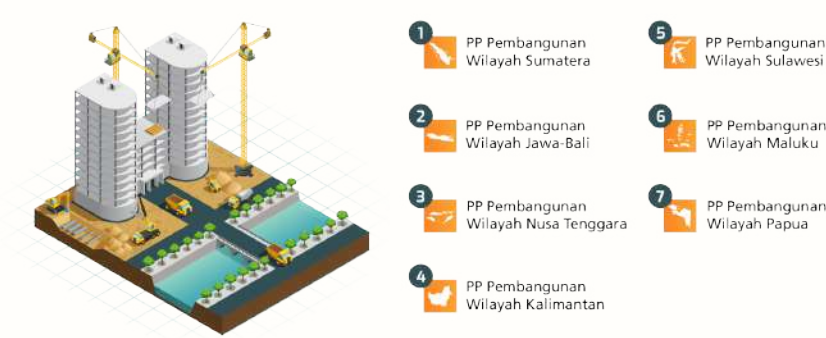 1
PP Pembangunan
Wilayah Sumatera
2
PP Pembangunan
Wilayah Jawa-Bali
3
PP Pembangunan
Wilayah Nusa Tenggara
4
PP Pembangunan
Wilayah Kalimantan
5
PP Pembangunan
Wilayah Sulawesi
6
PP Pembangunan
Wilayah Maluku
7
PP Pembangunan
Wilayah Papua